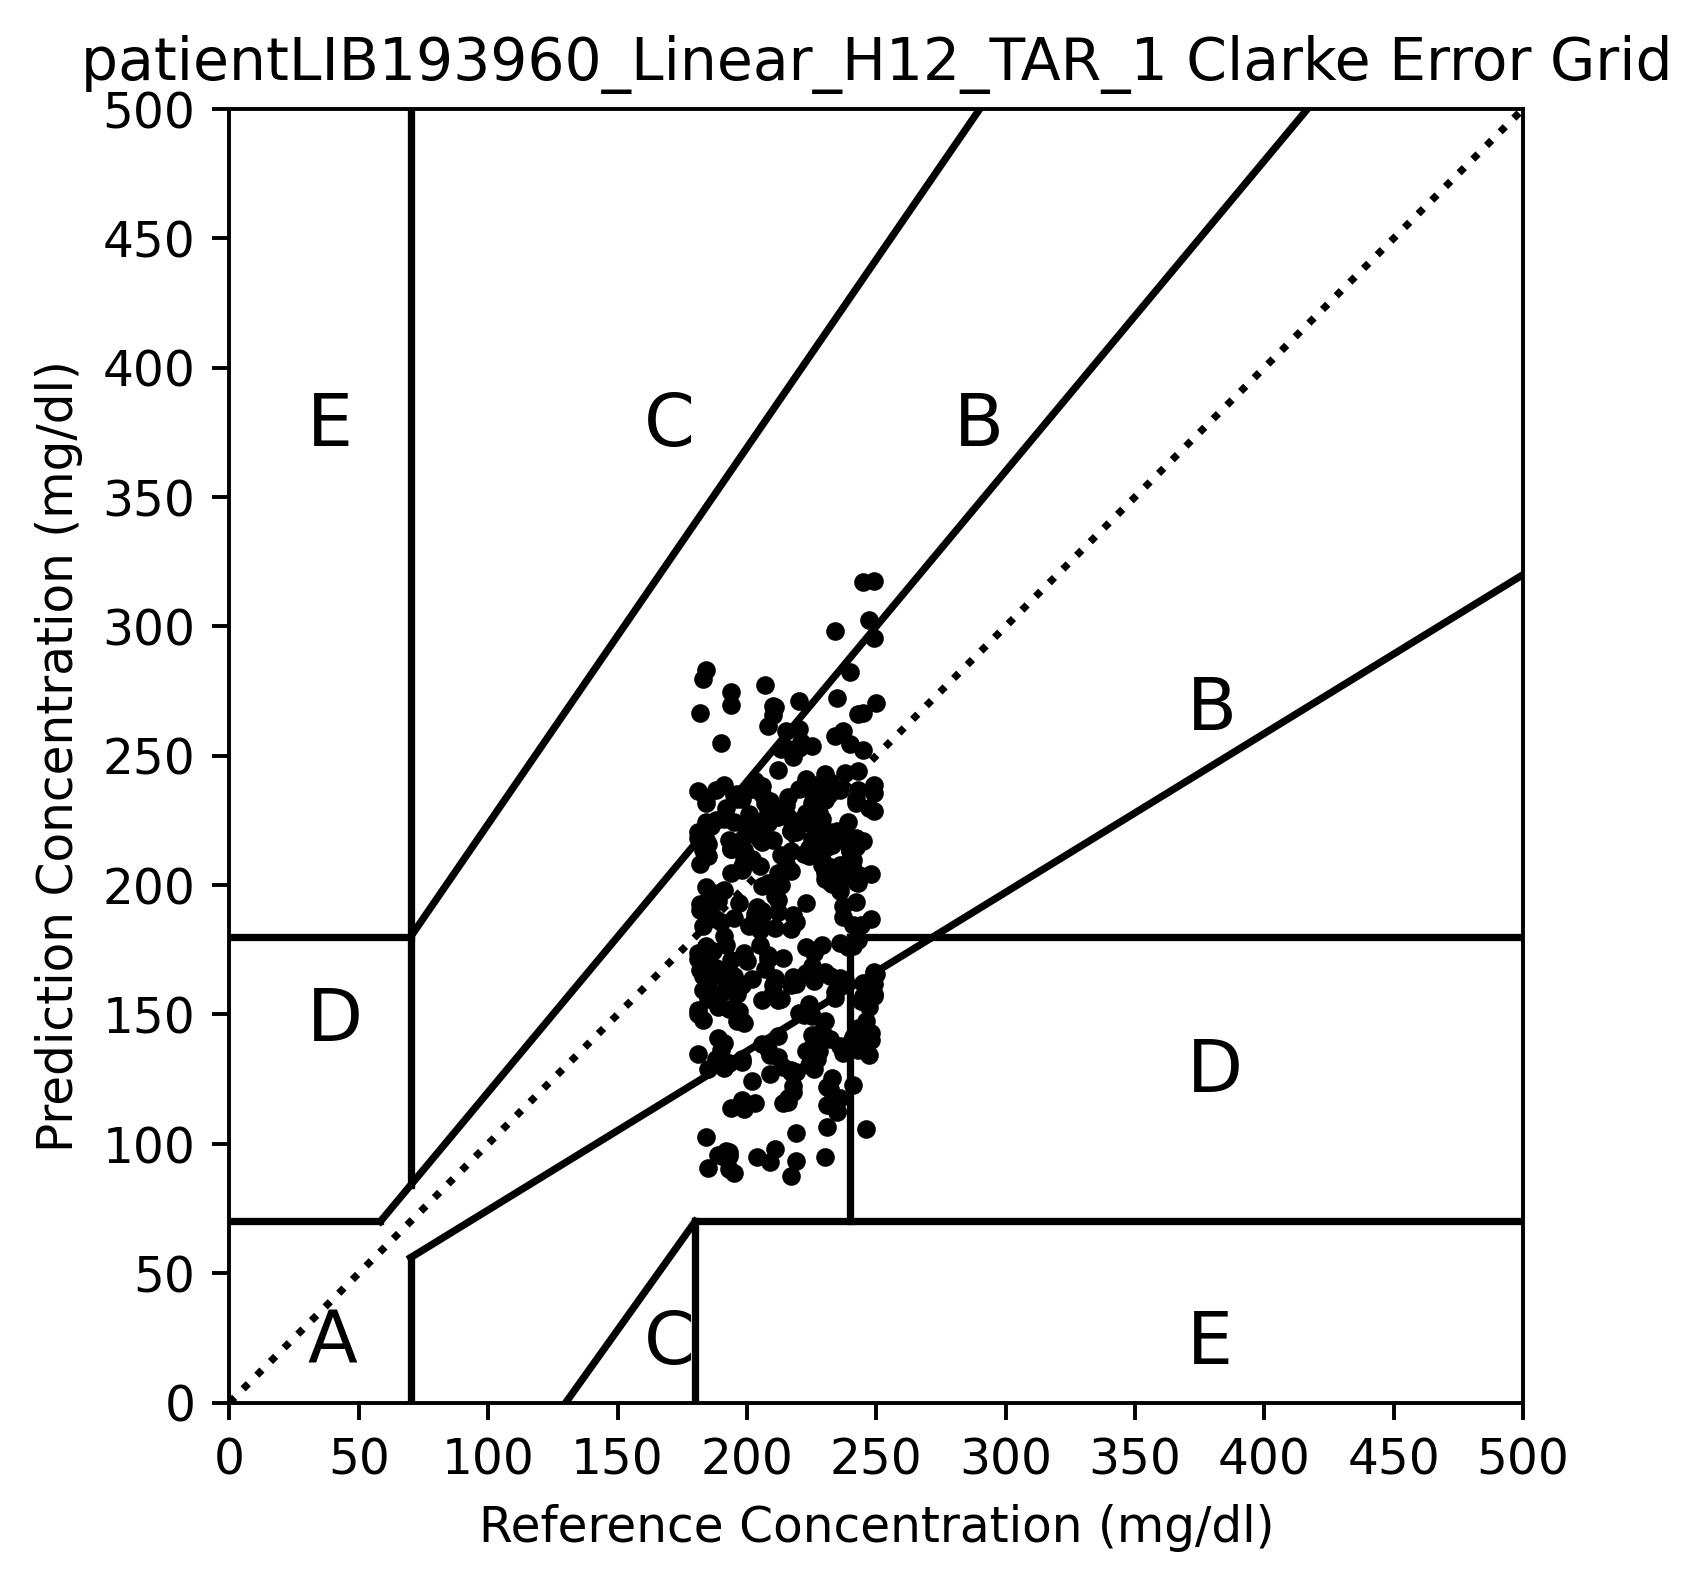 patientLIB193960_Linear_H12_TAR_1 Clarke Error Grid
500
450
400
350
300
250
200
150
100
50
0
Prediction Concentration (mg/dl)
E
C
B
B
D
D
A
C
E
0 50 100 150 200 250 300 350 400 450 500
Reference Concentration (mg/dl)